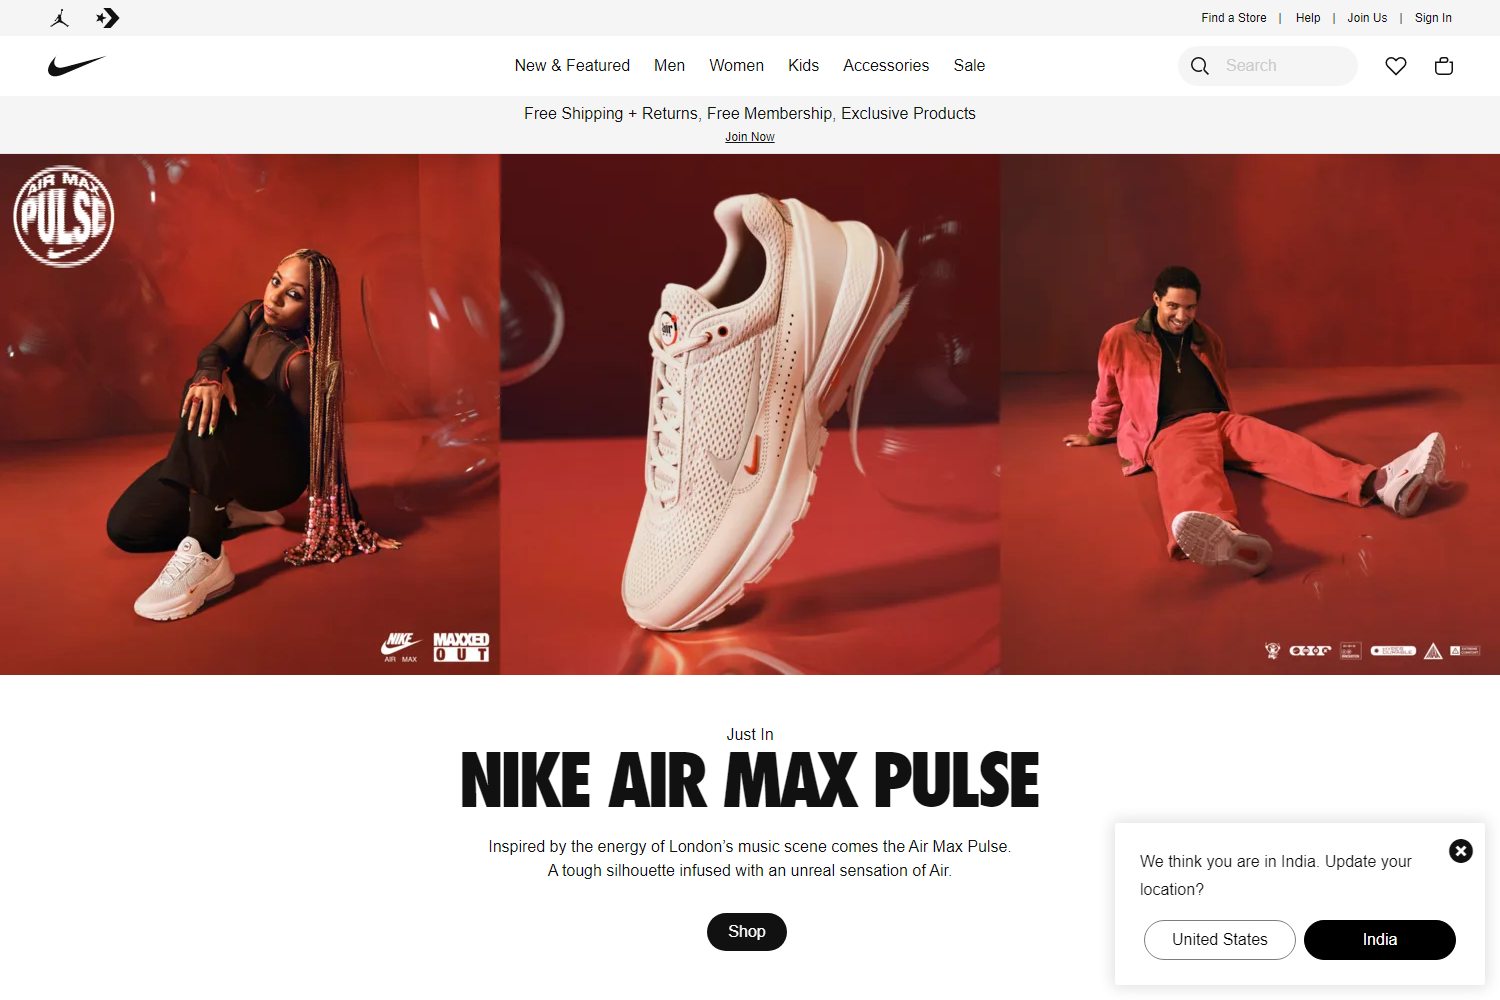 Find a Store
Help
Join Us
Sign In
New & Featured
Men
Women
Kids
Accessories
Sale
Search
Free Shipping + Returns, Free Membership, Exclusive Products
Join Now
AIR MAX
PULSE
air
NIKE
AIR MAX
MAXXED
OUT
Just In
NIKE AIR MAX PULSE
Inspired by the energy of London’s music scene comes the Air Max Pulse.
A tough silhouette infused with an unreal sensation of Air.
Shop
We think you are in India. Update your
location?
United States
India